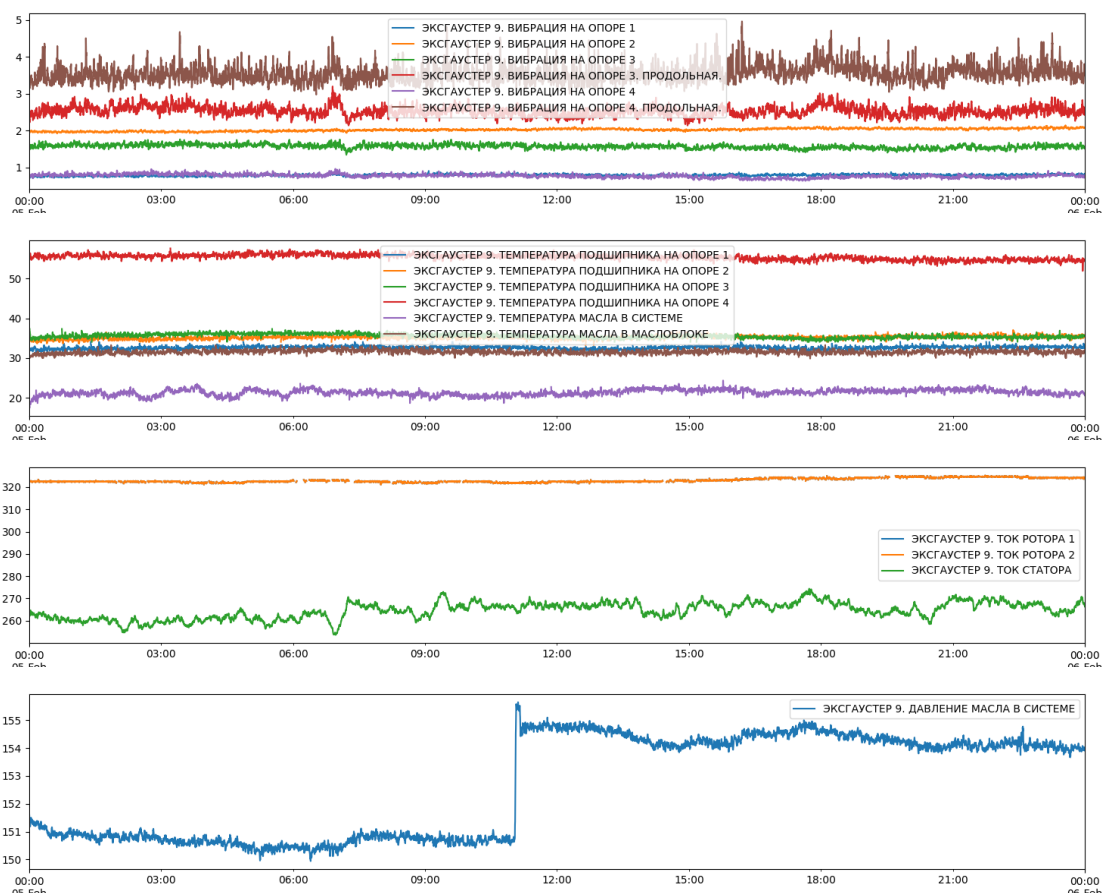 5
4
3
2
1
ЭКСГАУСТЕР 9. ВИБРАЦИЯ НА ОПОРЕ 1
ЭКСГАУСТЕР 9. ВИБРАЦИЯ НА ОПОРЕ 2
ЭКСГАУСТЕР 9. ВИБРАЦИЯ НА ОПОРЕ 3
ЭКСГАУСТЕР 9. ВИБРАЦИЯ НА ОПОРЕ 3. ПРОДОЛЬНАЯ.
ЭКСГАУСТЕР 9. ВИБРАЦИЯ НА ОПОРЕ 4
ЭКСГАУСТЕР 9. ВИБРАЦИЯ НА ОПОРЕ 4. ПРОДОЛЬНАЯ.
00:00 03:00 06:00 09:00 12:00 15:00 18:00 21:00 00:00
05-Feb 06-Feb
50
40
30
20
ЭКСГАУСТЕР 9. ТЕМПЕРАТУРА ПОДШИПНИКА НА ОПОРЕ 1
ЭКСГАУСТЕР 9. ТЕМПЕРАТУРА ПОДШИПНИКА НА ОПОРЕ 2
ЭКСГАУСТЕР 9. ТЕМПЕРАТУРА ПОДШИПНИКА НА ОПОРЕ 3
ЭКСГАУСТЕР 9. ТЕМПЕРАТУРА ПОДШИПНИКА НА ОПОРЕ 4
ЭКСГАУСТЕР 9. ТЕМПЕРАТУРА МАСЛА В СИСТЕМЕ
ЭКСГАУСТЕР 9. ТЕМПЕРАТУРА МАСЛА В МАСЛОБЛОКЕ
00:00 03:00 06:00 09:00 12:00 15:00 18:00 21:00 00:00
05-Feb 06-Feb
320
310
300
290
280
270
260
ЭКСГАУСТЕР 9. ТОК РОТОРА 1
ЭКСГАУСТЕР 9. ТОК РОТОРА 2
ЭКСГАУСТЕР 9. ТОК СТАТОРА
00:00 03:00 06:00 09:00 12:00 15:00 18:00 21:00 00:00
05-Feb 06-Feb
155
154
153
152
151
150
ЭКСГАУСТЕР 9. ДАВЛЕНИЕ МАСЛА В СИСТЕМЕ
00:00 03:00 06:00 09:00 12:00 15:00 18:00 21:00 00:00
05-Feb 06-Feb